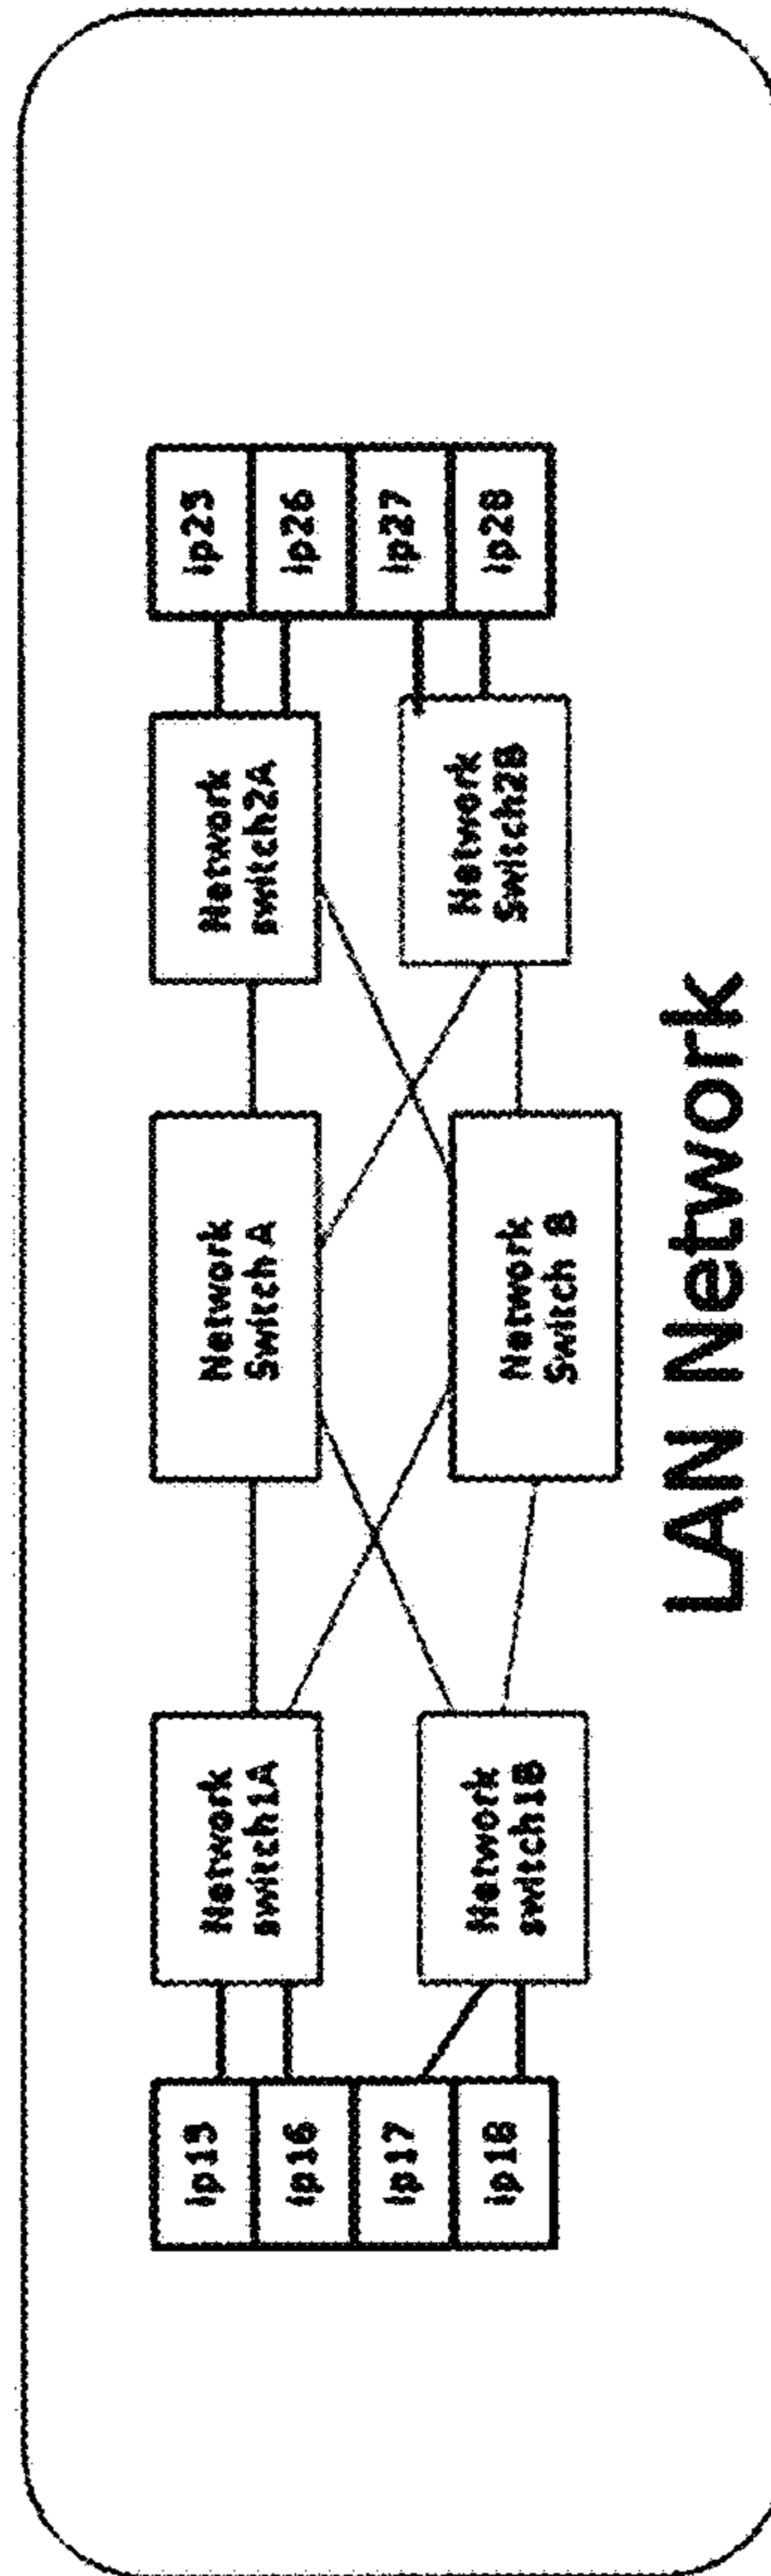 Ip15
Ip16
Ip17
Ip18
Network
switch1A
Network
switch1B
Network
Switch A
Network
Switch B
Network
switch2A
Network
Switch2B
Ip25
Ip26
Ip27
Ip28
LAN Network